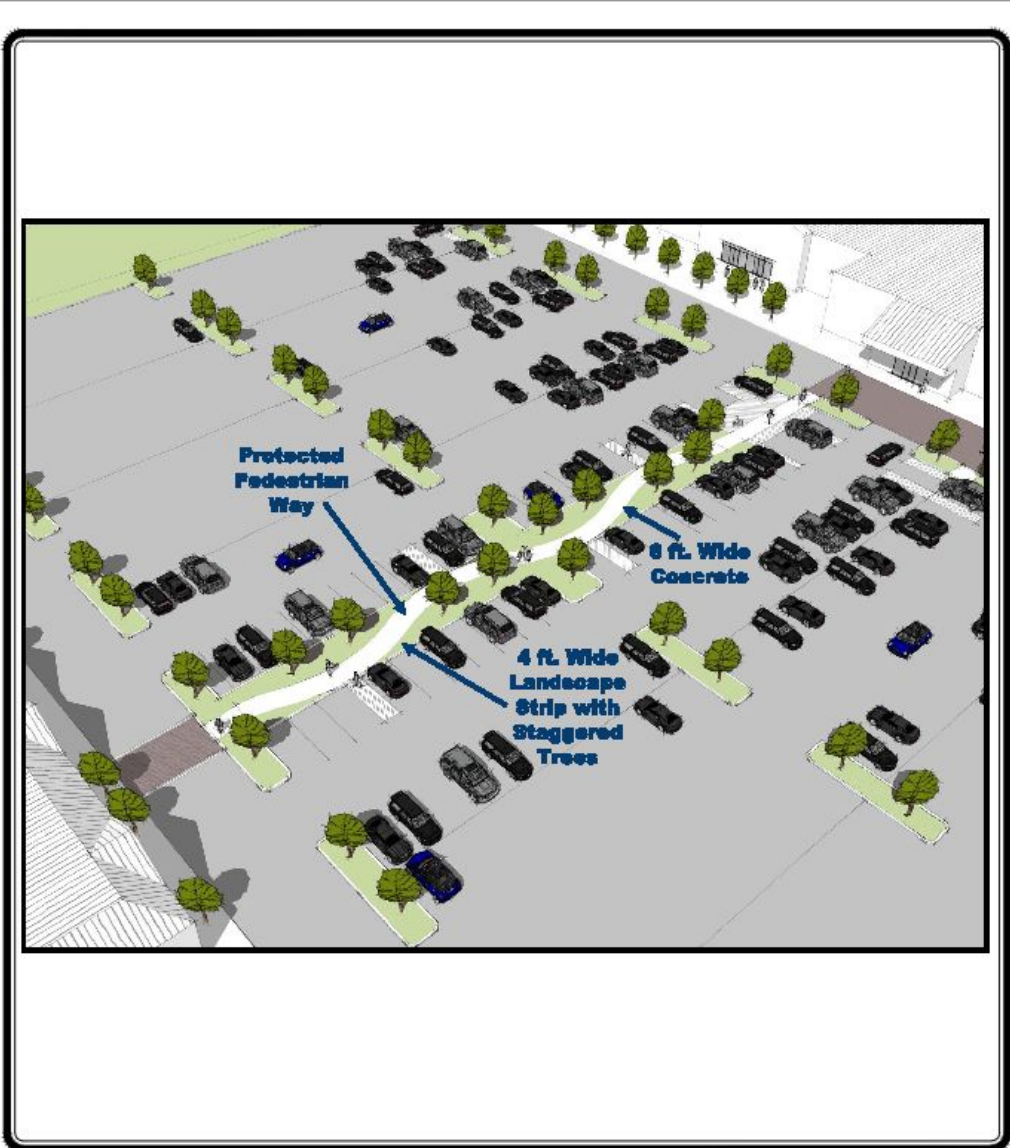 Protected
Pedestrian
Way
6 ft. Wide
Concrete
4 ft. Wide
Landscape
Strip with
Staggered
Trees